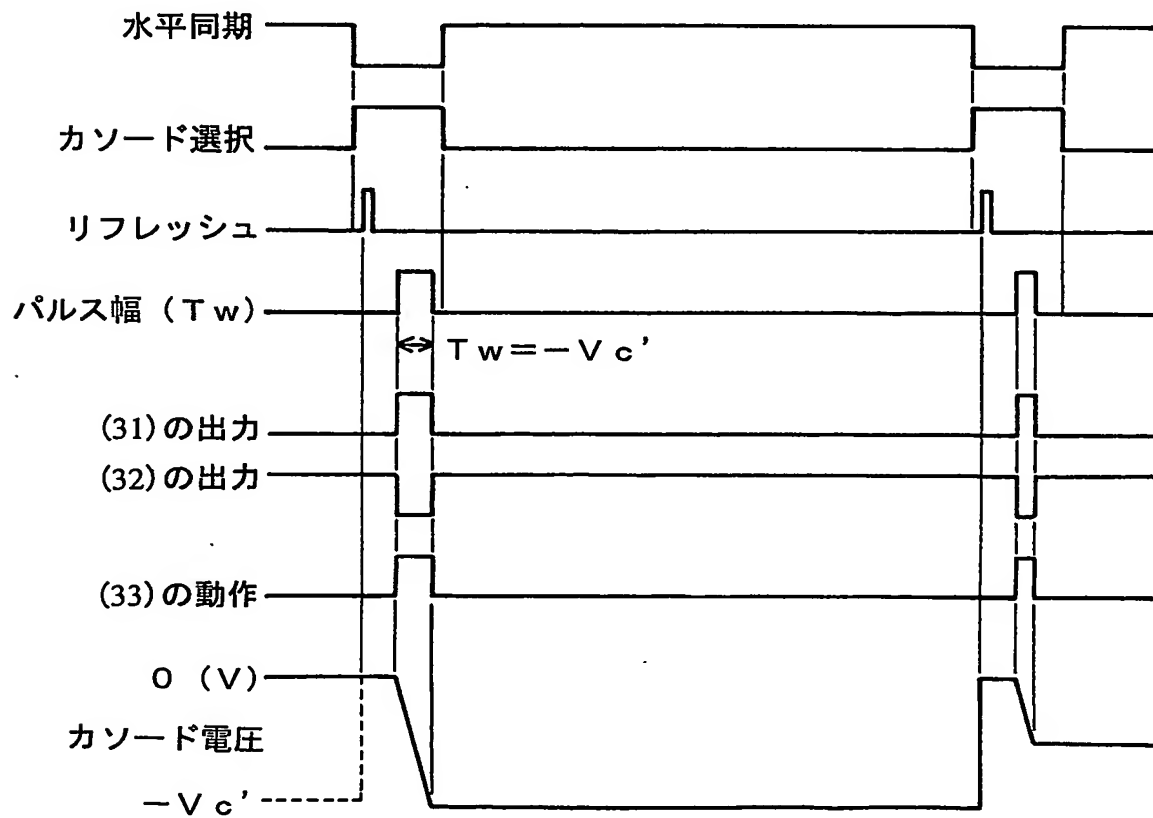 水平同期
カソード選択
リフレッシュ
パルス幅（Ｔｗ）
Ｔｗ＝－Ｖｃ’
(31)の出力
(32)の出力
(33)の動作
０（Ｖ）
カソード電圧
－Ｖｃ’